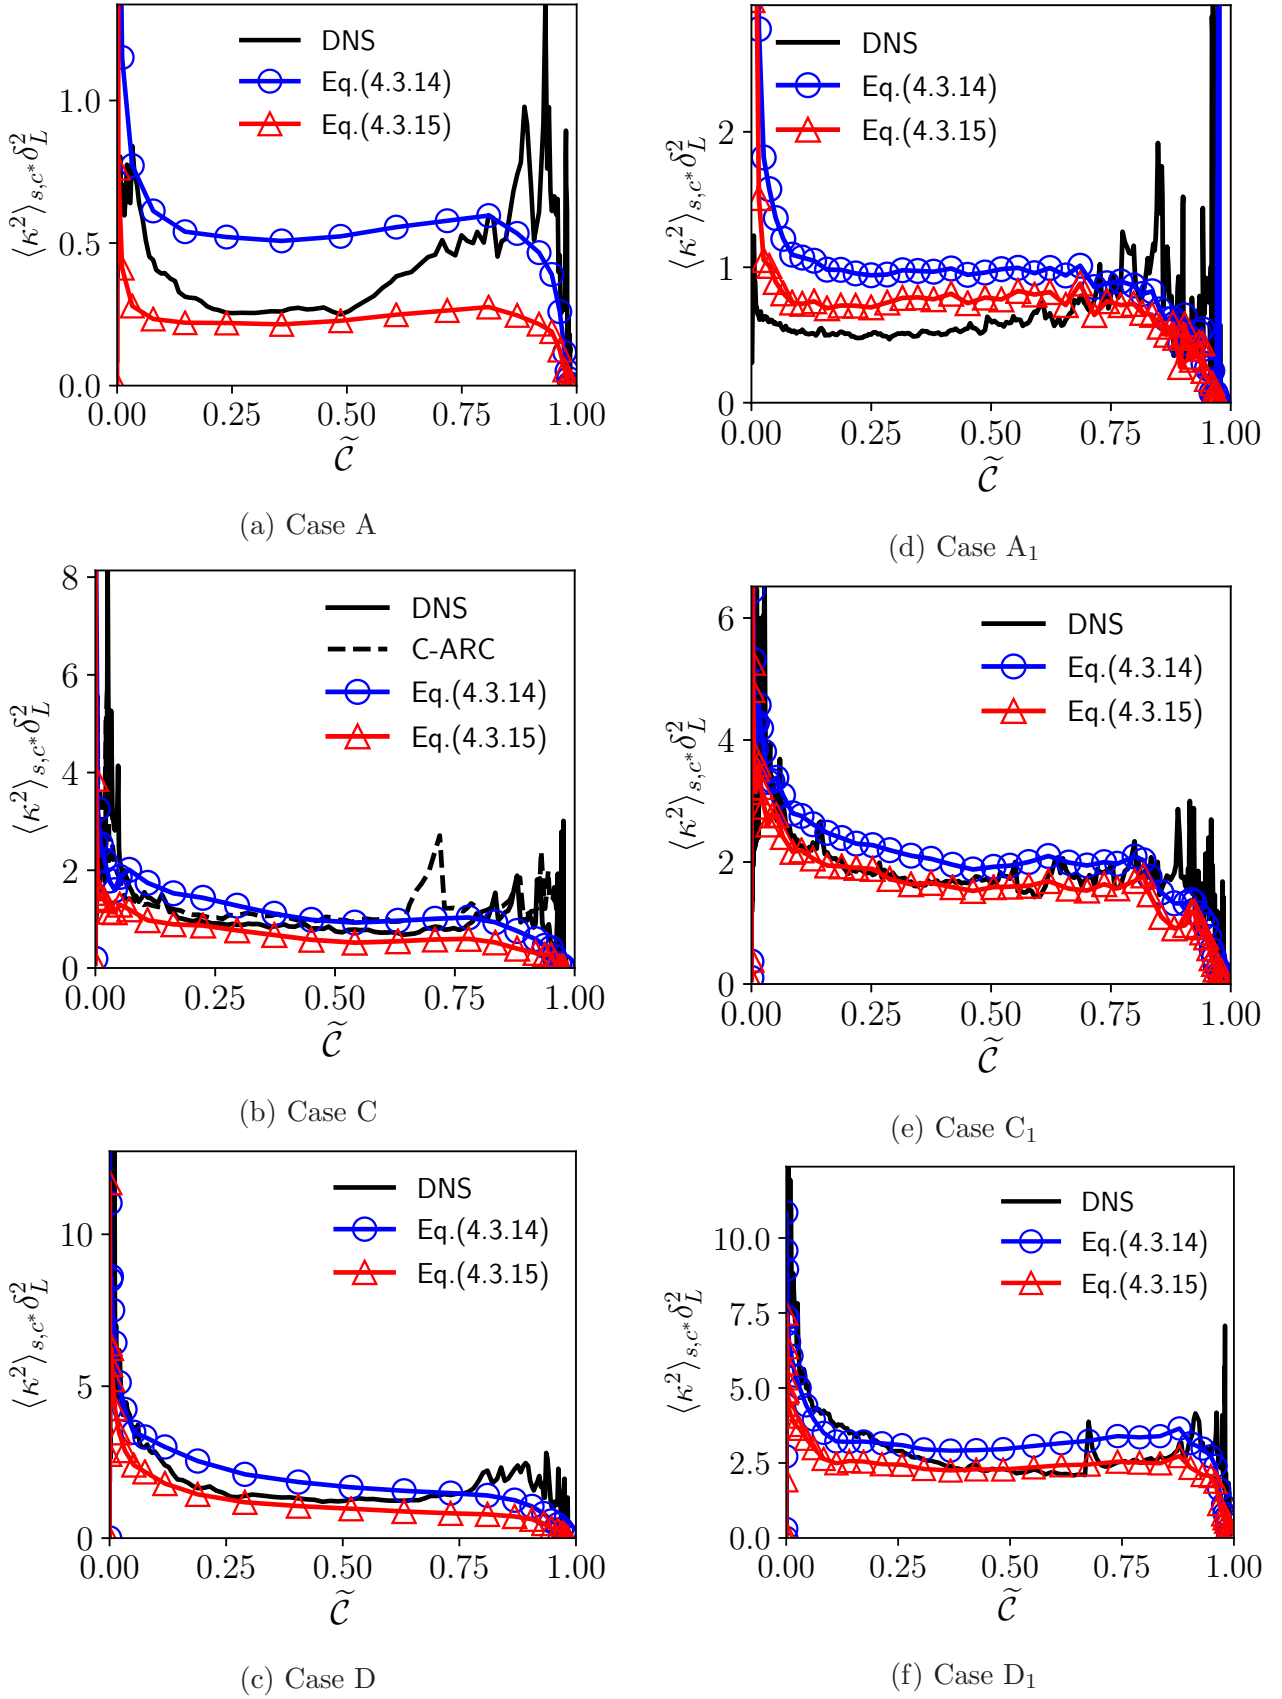 DNS
Eq.(4.3.14)
Eq.(4.3.15)
1.0
0.5
0.0
0.00 0.25 0.50 0.75 1.00
⟨κ²⟩s,c*δ²L
C̃
(a) Case A
DNS
Eq.(4.3.14)
Eq.(4.3.15)
2
1
0
0.00 0.25 0.50 0.75 1.00
⟨κ²⟩s,c*δ²L
C̃
(d) Case A₁
DNS
C-ARC
Eq.(4.3.14)
Eq.(4.3.15)
8
6
4
2
0
0.00 0.25 0.50 0.75 1.00
⟨κ²⟩s,c*δ²L
C̃
(b) Case C
DNS
Eq.(4.3.14)
Eq.(4.3.15)
6
4
2
0
0.00 0.25 0.50 0.75 1.00
⟨κ²⟩s,c*δ²L
C̃
(e) Case C₁
DNS
Eq.(4.3.14)
Eq.(4.3.15)
10
5
0
0.00 0.25 0.50 0.75 1.00
⟨κ²⟩s,c*δ²L
C̃
(c) Case D
DNS
Eq.(4.3.14)
Eq.(4.3.15)
10.0
7.5
5.0
2.5
0.0
0.00 0.25 0.50 0.75 1.00
⟨κ²⟩s,c*δ²L
C̃
(f) Case D₁